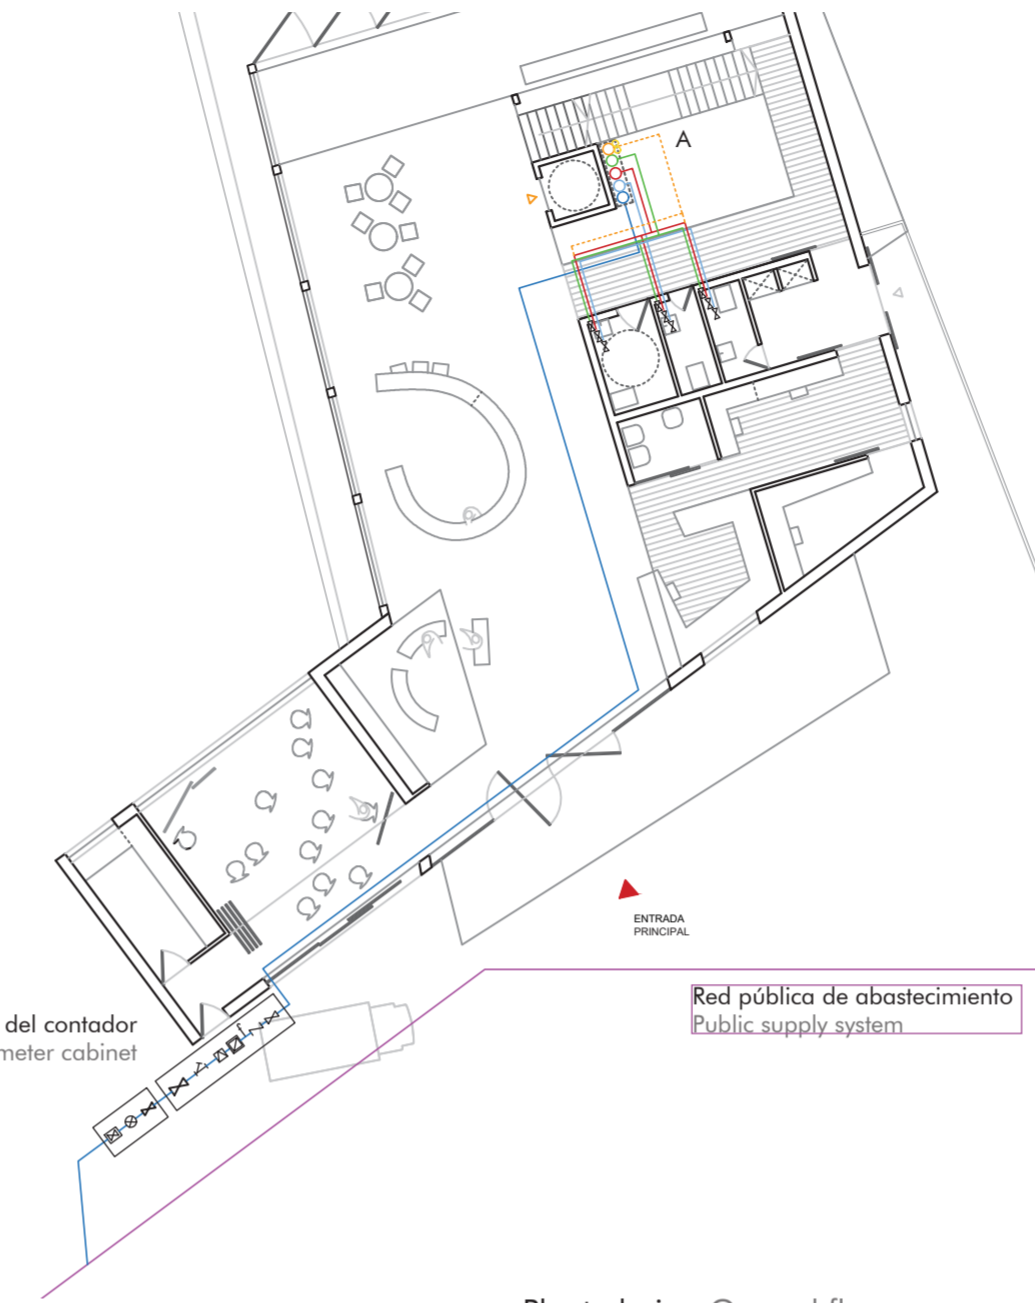 A
ENTRADA
PRINCIPAL
Red pública de abastecimiento
Public supply system
del contador
meter cabinet